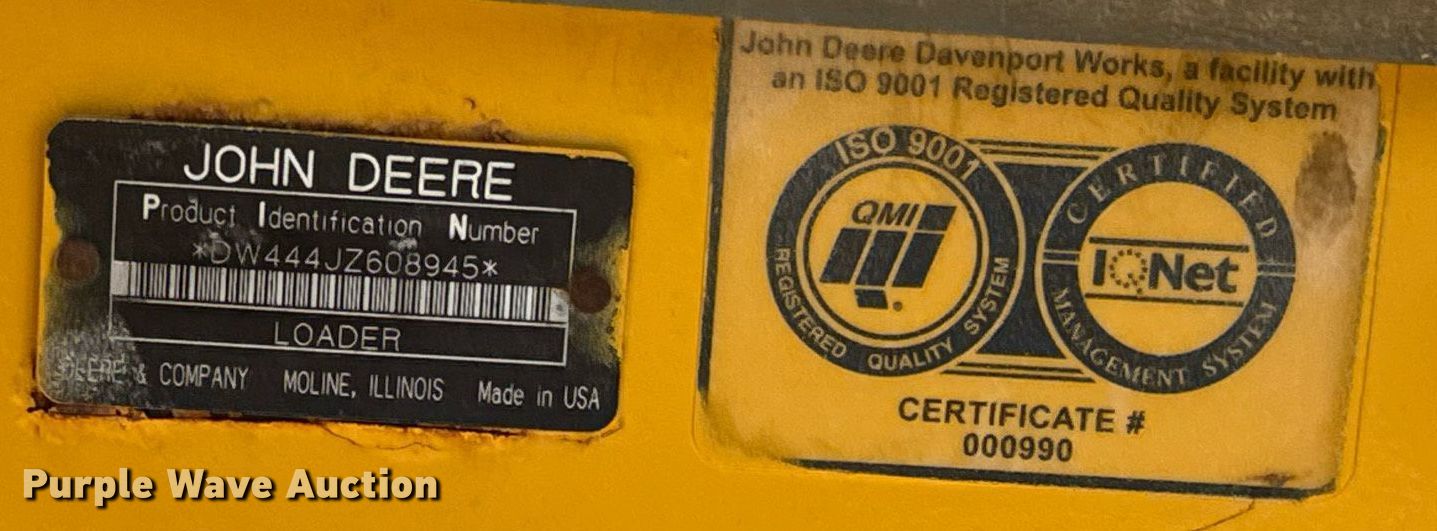 JOHN DEERE
Product Identification Number
*DW444JZ608945*
LOADER
DEERE & COMPANY MOLINE, ILLINOIS Made in USA
John Deere Davenport Works, a facility with
an ISO 9001 Registered Quality System
ISO 9001
QMI
®
REGISTERED QUALITY SYSTEM
CERTIFIED
IQNet
MANAGEMENT SYSTEM
CERTIFICATE #
000990
Purple Wave Auction